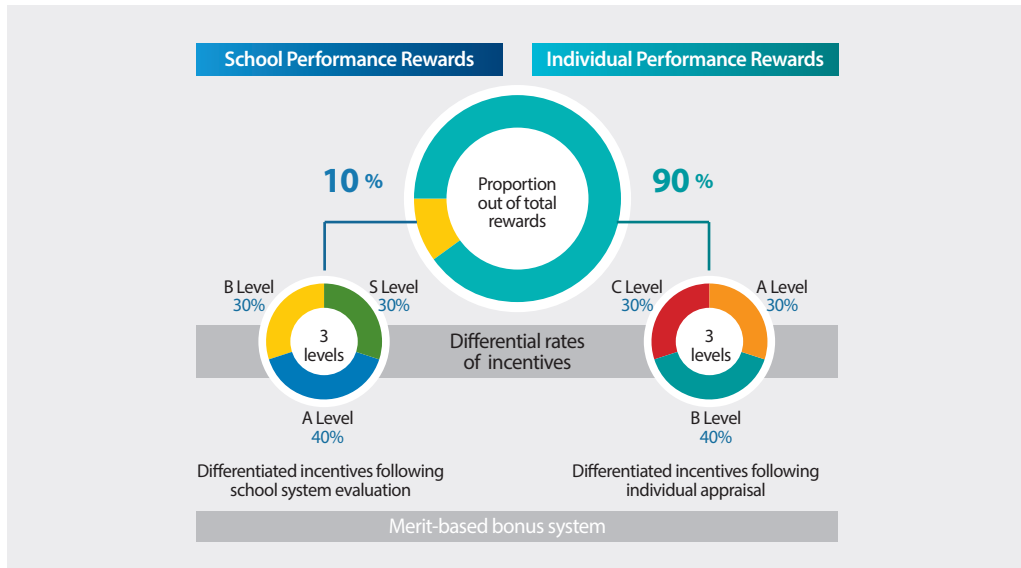 School Performance Rewards
Individual Performance Rewards
10 %
Proportion
out of total
rewards
90 %
B Level
30%
S Level
30%
3
levels
A Level
40%
Differential rates
of incentives
C Level
30%
A Level
30%
3
levels
B Level
40%
Differentiated incentives following
school system evaluation
Differentiated incentives following
individual appraisal
Merit-based bonus system